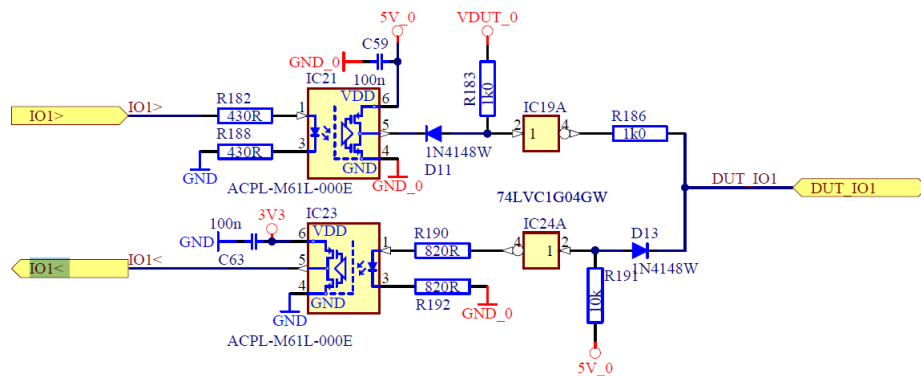 5V_0
VDUT_0
C59
GND_0
IC21
100n
R183
1k0
R182
VDD
6
IC19A
R186
IO1>
IO1>
1
430R
5
2
1
4
1k0
R188
1N4148W
3
430R
4
D11
GND
GND
GND_0
DUT_IO1
DUT_IO1
ACPL-M61L-000E
74LVC1G04GW
100n
3V3
IC23
IC24A
GND
6
VDD
R190
D13
IO1<
IO1<
5
1
820R
4
1
2
C63
1N4148W
4
3
820R
R191
10k
GND
GND
R192
GND_0
ACPL-M61L-000E
5V_0